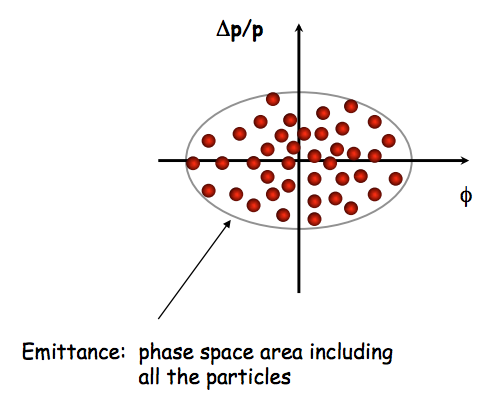 Δp/p
ϕ
Emittance: phase space area including
all the particles